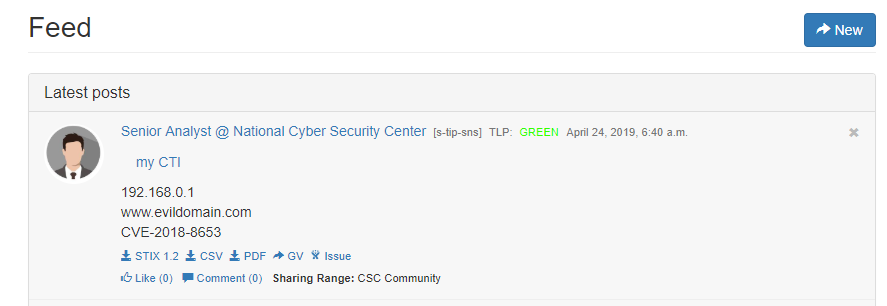 Feed
New
Latest posts
Senior Analyst @ National Cyber Security Center [s-tip-sns] TLP: GREEN April 24, 2019, 6:40 a.m.
my CTI
192.168.0.1
www.evildomain.com
CVE-2018-8653
STIX 1.2 CSV PDF GV Issue
Like (0) Comment (0) Sharing Range: CSC Community